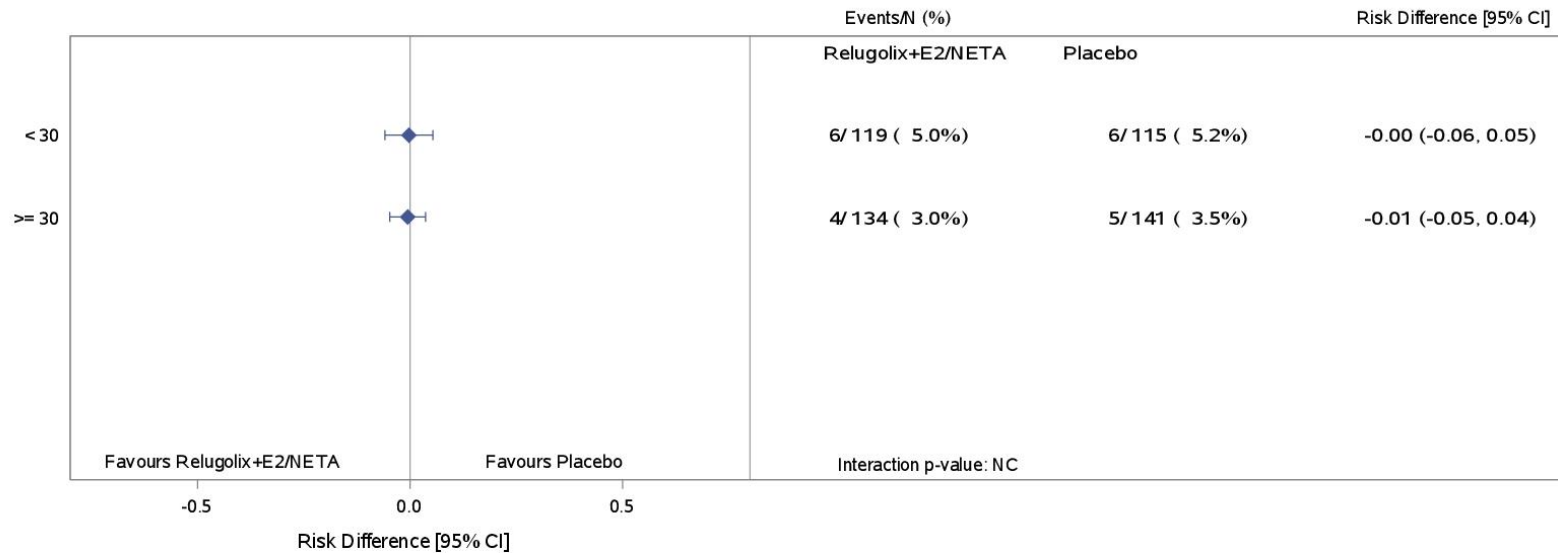 Events/N (%) Risk Difference [95% CI]
Relugolix+E2/NETA Placebo
< 30 6/ 119 ( 5.0%) 6/ 115 ( 5.2%) -0.00 (-0.06, 0.05)
>= 30 4/ 134 ( 3.0%) 5/ 141 ( 3.5%) -0.01 (-0.05, 0.04)
Favours Relugolix+E2/NETA Favours Placebo Interaction p-value: NC
-0.5 0.0 0.5
Risk Difference [95% CI]